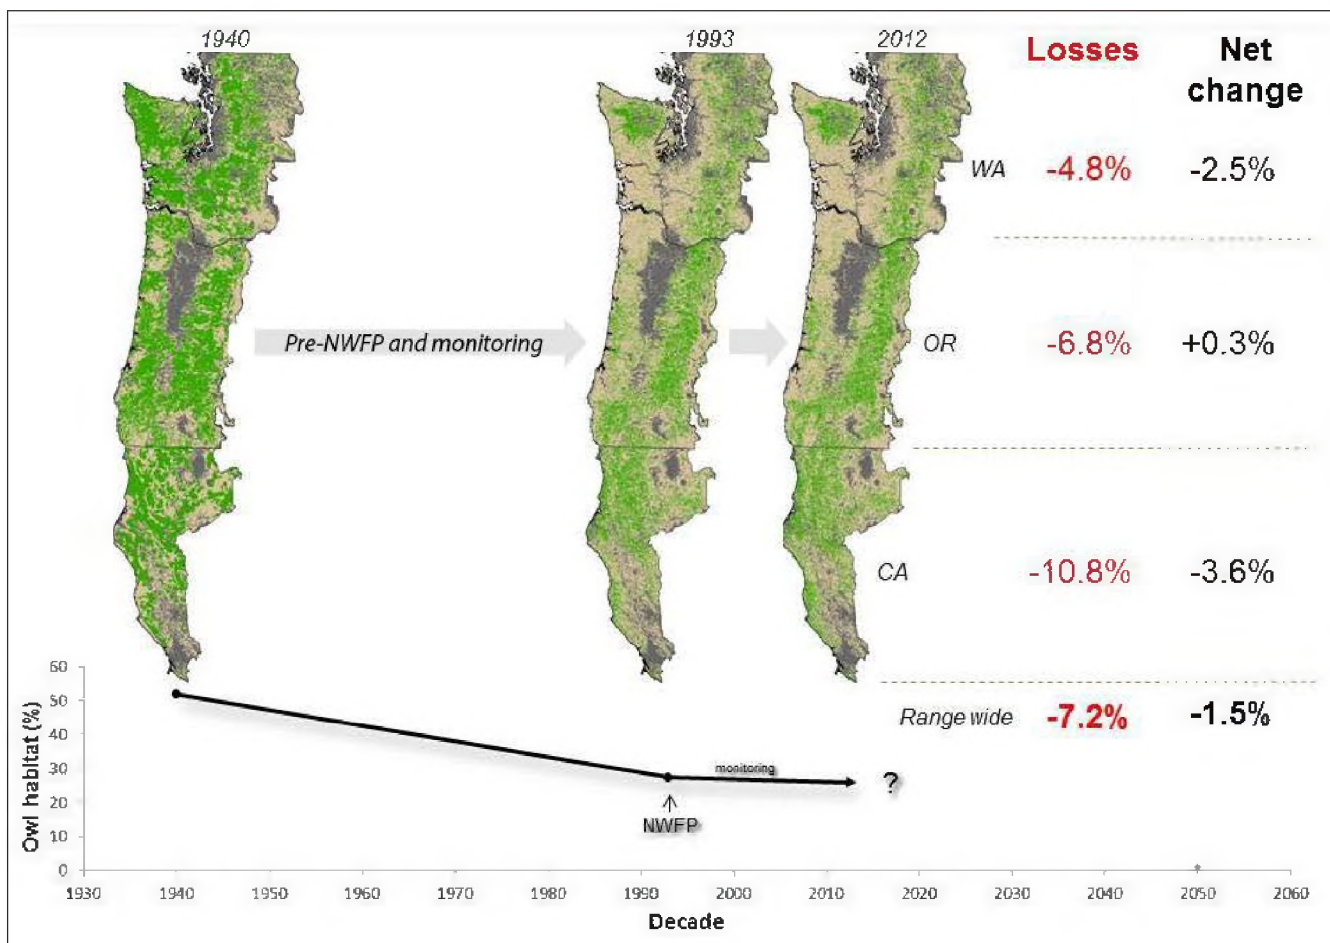 1940
1993
2012
Losses
Net
change
WA
-4.8%
-2.5%
Pre-NWFP and monitoring
OR
-6.8%
+0.3%
CA
-10.8%
-3.6%
Range wide
-7.2%
-1.5%
60
50
40
30
20
10
0
Owl habitat (%)
monitoring
?
NWFP
1930
1940
1950
1960
1970
1980
1990
2000
2010
2020
2030
2040
2050
2060
Decade